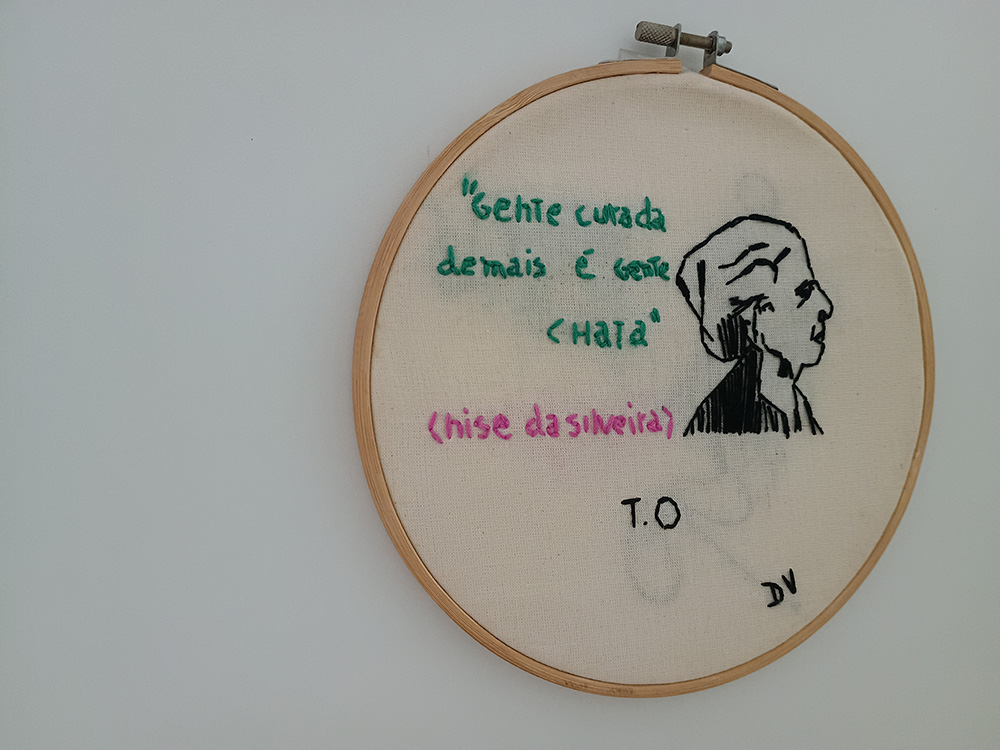 "Gente curada
demais é Gente
CHATA"
(nise da silveira)
T.O
DV